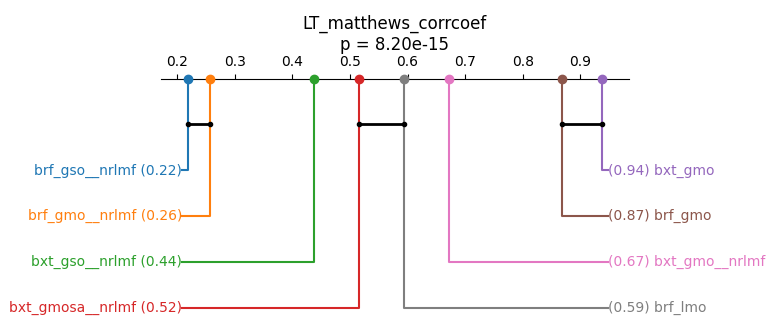 LT_matthews_corrcoef
p = 8.20e-15
0.2 0.3 0.4 0.5 0.6 0.7 0.8 0.9
brf_gso__nrlmf (0.22) (0.94) bxt_gmo
brf_gmo__nrlmf (0.26) (0.87) brf_gmo
bxt_gso__nrlmf (0.44) (0.67) bxt_gmo__nrlmf
bxt_gmosa__nrlmf (0.52) (0.59) brf_lmo